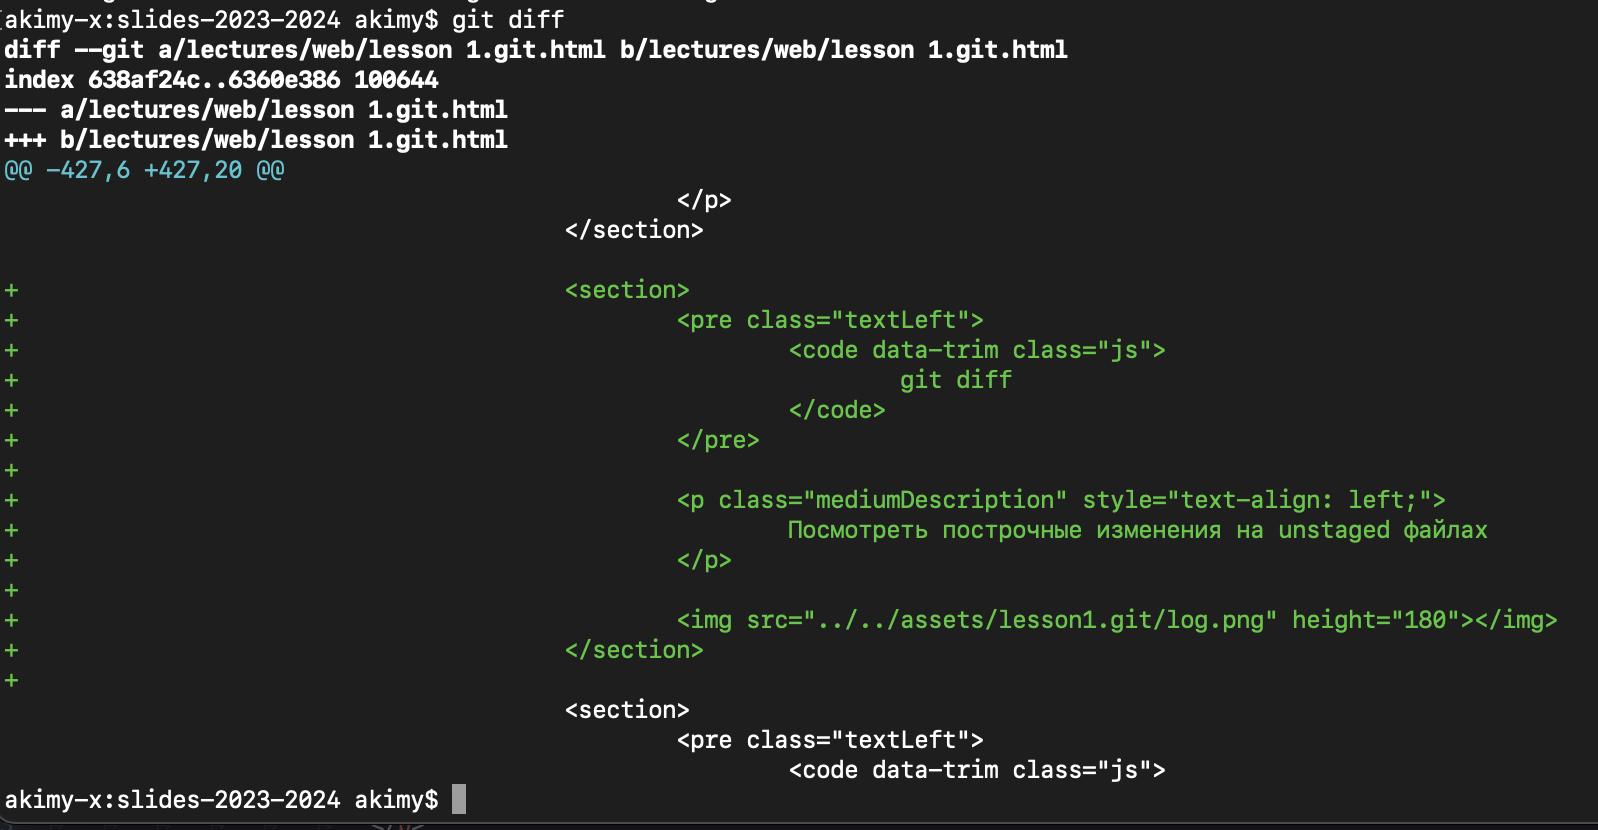 akimy-x:slides-2023-2024 akimy$ git diff
diff --git a/lectures/web/lesson 1.git.html b/lectures/web/lesson 1.git.html
index 638af24c..6360e386 100644
--- a/lectures/web/lesson 1.git.html
+++ b/lectures/web/lesson 1.git.html
@@ -427,6 +427,20 @@
</p>
</section>
+ <section>
+ <pre class="textLeft">
+ <code data-trim class="js">
+ git diff
+ </code>
+ </pre>
+
+ <p class="mediumDescription" style="text-align: left;">
+ Посмотреть построчные изменения на unstaged файлах
+ </p>
+
+ <img src="../../assets/lesson1.git/log.png" height="180"></img>
+ </section>
+
<section>
<pre class="textLeft">
<code data-trim class="js">
akimy-x:slides-2023-2024 akimy$